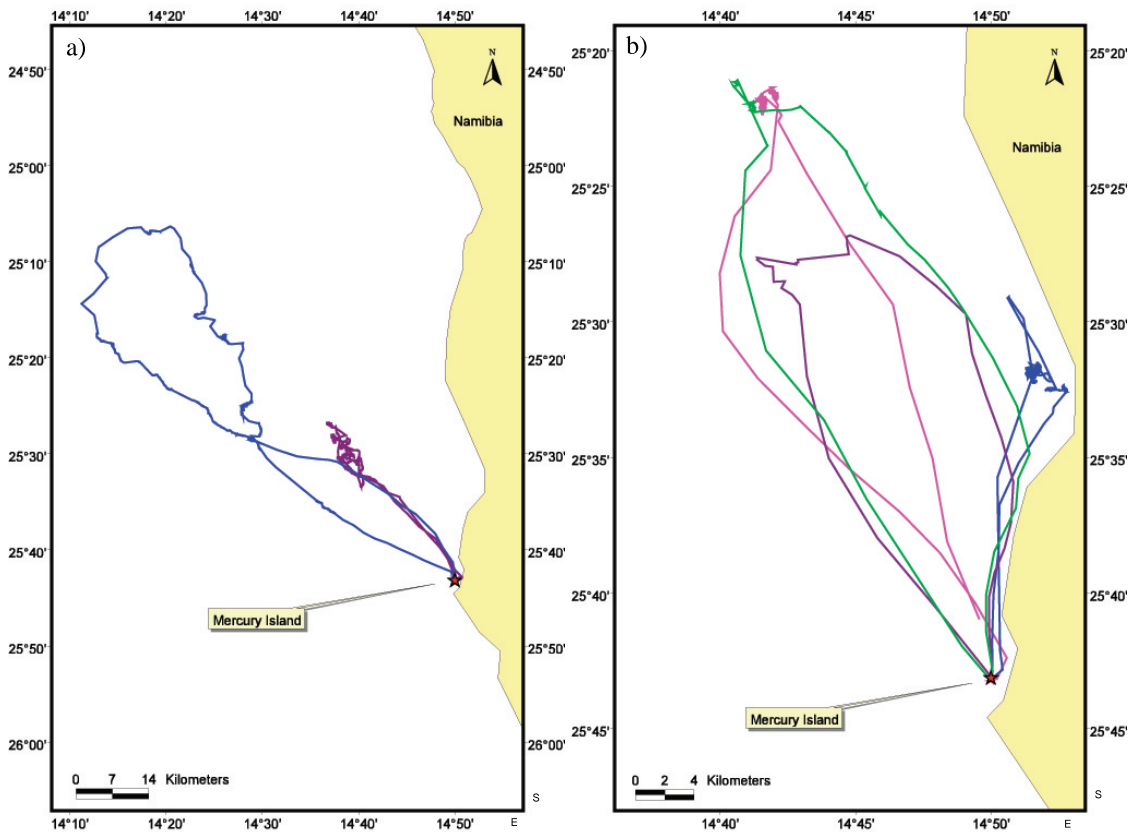 14°10' 14°20' 14°30' 14°40' 14°50'
a)
N
Namibia
24°50' 24°50'
25°00' 25°00'
25°10' 25°10'
25°20' 25°20'
25°30' 25°30'
25°40' 25°40'
25°50' 25°50'
26°00' 26°00'
Mercury Island
0 7 14 Kilometers
S
14°10' 14°20' 14°30' 14°40' 14°50'
E
14°40' 14°45' 14°50'
b)
N
Namibia
25°20' 25°20'
25°25' 25°25'
25°30' 25°30'
25°35' 25°35'
25°40' 25°40'
25°45' 25°45'
Mercury Island
0 2 4 Kilometers
S
14°40' 14°45' 14°50'
E